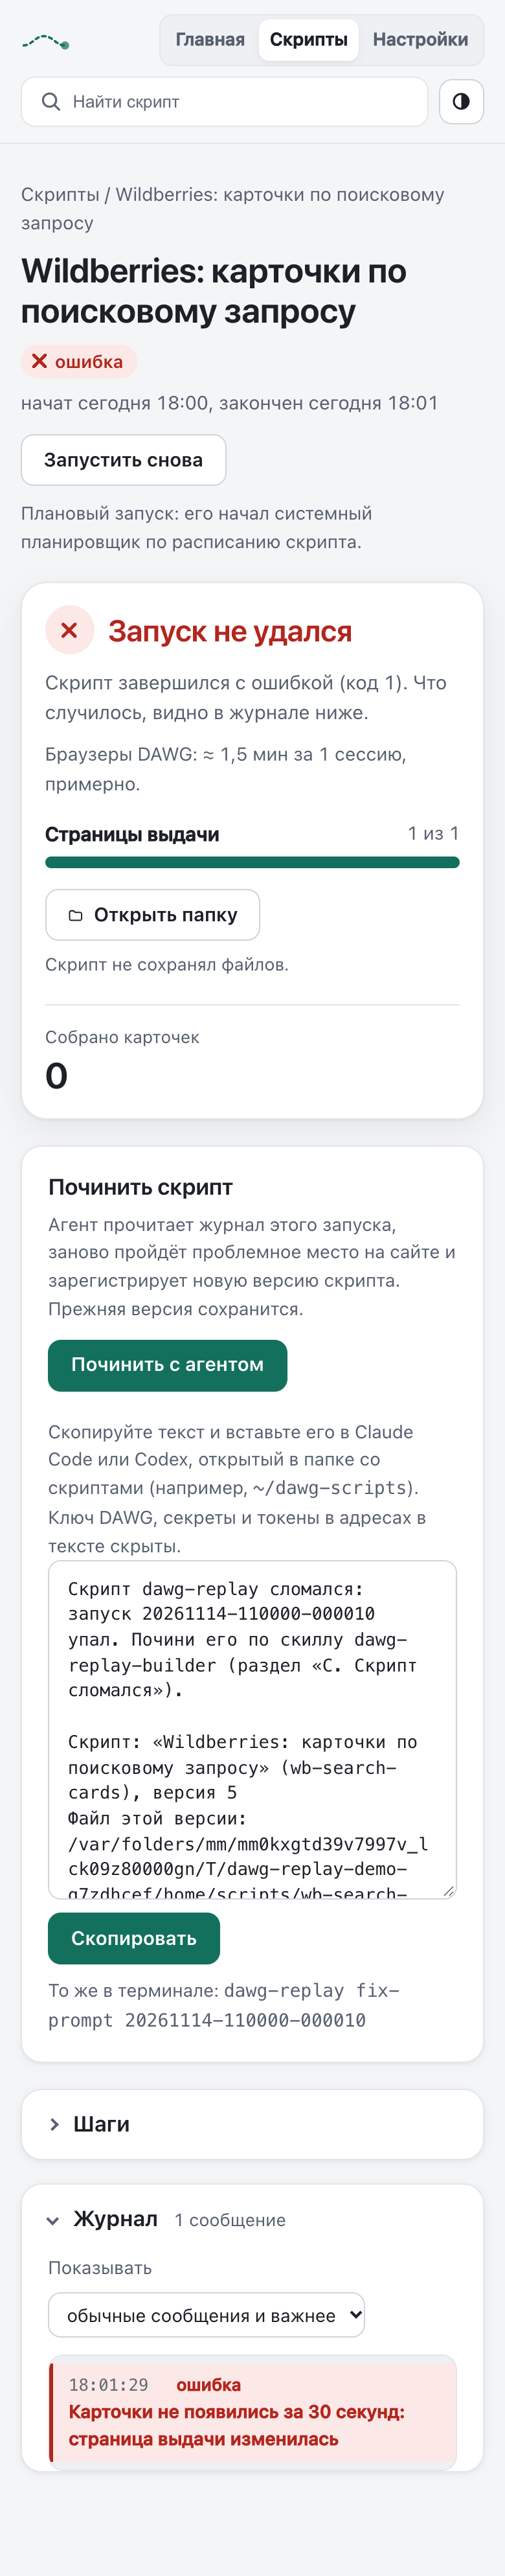 Главная Скрипты Настройки
Найти скрипт
Скрипты / Wildberries: карточки по поисковому
запросу
Wildberries: карточки по
поисковому запросу
ошибка
начат сегодня 18:00, закончен сегодня 18:01
Запустить снова
Плановый запуск: его начал системный
планировщик по расписанию скрипта.
Запуск не удался
Скрипт завершился с ошибкой (код 1). Что
случилось, видно в журнале ниже.
Браузеры DAWG: ≈ 1,5 мин за 1 сессию,
примерно.
Страницы выдачи 1 из 1
Открыть папку
Скрипт не сохранял файлов.
Собрано карточек
0
Починить скрипт
Агент прочитает журнал этого запуска,
заново пройдёт проблемное место на сайте и
зарегистрирует новую версию скрипта.
Прежняя версия сохранится.
Починить с агентом
Скопируйте текст и вставьте его в Claude
Code или Codex, открытый в папке со
скриптами (например, ~/dawg-scripts).
Ключ DAWG, секреты и токены в адресах в
тексте скрыты.
Скрипт dawg-replay сломался:
запуск 20261114-110000-000010
упал. Почини его по скиллу dawg-
replay-builder (раздел «C. Скрипт
сломался»).
Скрипт: «Wildberries: карточки по
поисковому запросу» (wb-search-
cards), версия 5
Файл этой версии:
/var/folders/mm/mm0kxgtd39v7997v_l
ck09z80000gn/T/dawg-replay-demo-
q7zdhcef/home/scripts/wb-search-
Скопировать
То же в терминале: dawg-replay fix-
prompt 20261114-110000-000010
Шаги
Журнал 1 сообщение
Показывать
обычные сообщения и важнее
18:01:29 ошибка
Карточки не появились за 30 секунд:
страница выдачи изменилась